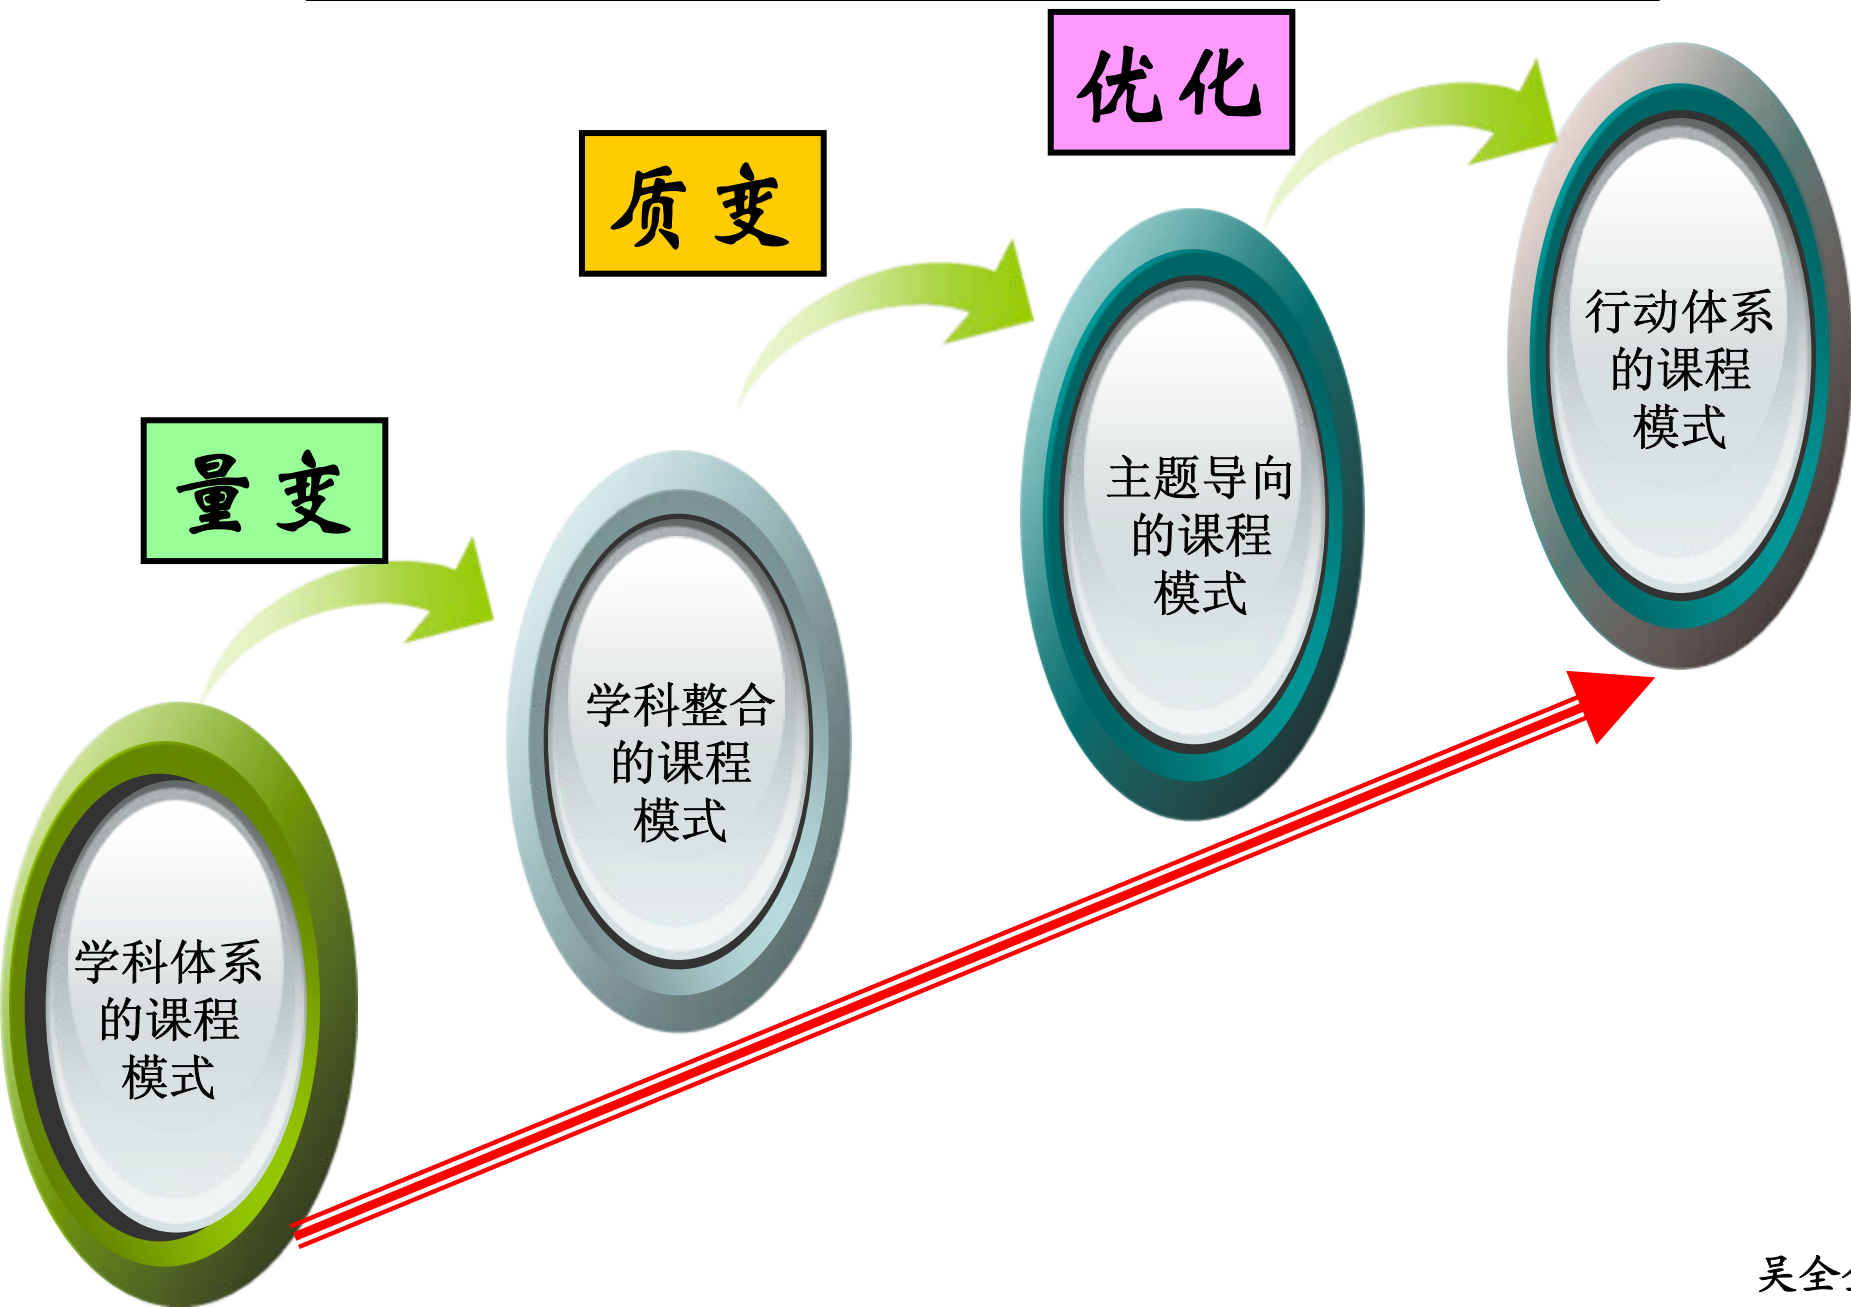 优化
质变
量变
行动体系
的课程
模式
主题导向
的课程
模式
学科整合
的课程
模式
学科体系
的课程
模式
吴全